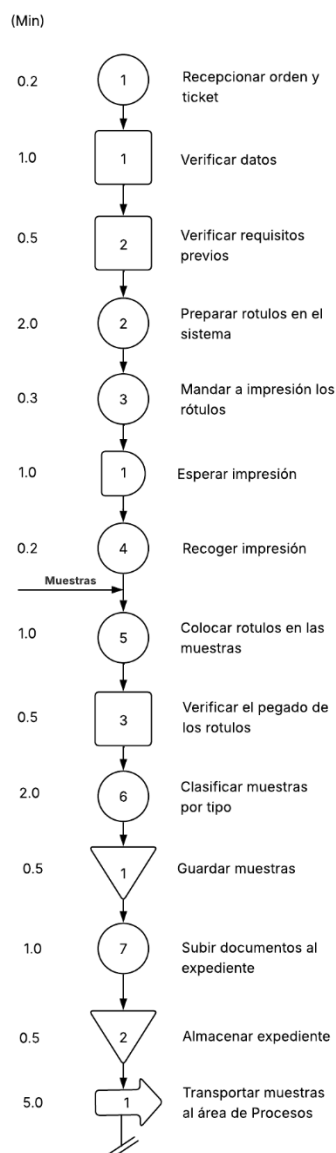 (Min)
0.2 1 Recepcionar orden y
ticket
1.0 1 Verificar datos
0.5 2 Verificar requisitos
previos
2.0 2 Preparar rotulos en el
sistema
0.3 3 Mandar a impresión los
rótulos
1.0 1 Esperar impresión
0.2 4 Recoger impresión
Muestras
1.0 5 Colocar rotulos en las
muestras
0.5 3 Verificar el pegado de
los rotulos
2.0 6 Clasificar muestras
por tipo
0.5 1 Guardar muestras
1.0 7 Subir documentos al
expediente
0.5 2 Almacenar expediente
5.0 1 Transportar muestras
al área de Procesos